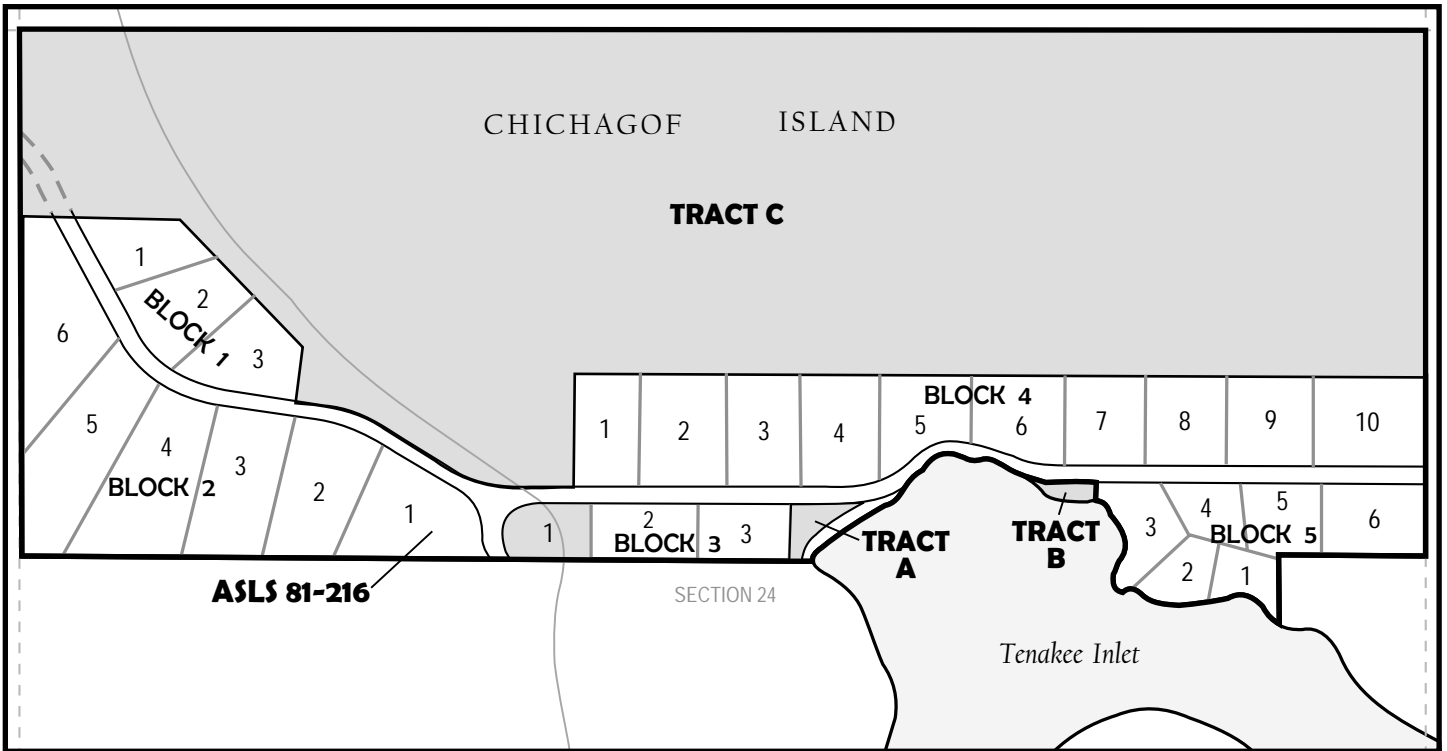 CHICHAGOF ISLAND
TRACT C
1
2
BLOCK 1
3
6
5
4
BLOCK 2
3
2
1
ASLS 81-216
BLOCK 4
1
2
3
4
5
6
7
8
9
10
1
2
BLOCK 3
3
TRACT
A
TRACT
B
3
4
5
BLOCK 5
6
2
1
SECTION 24
Tenakee Inlet